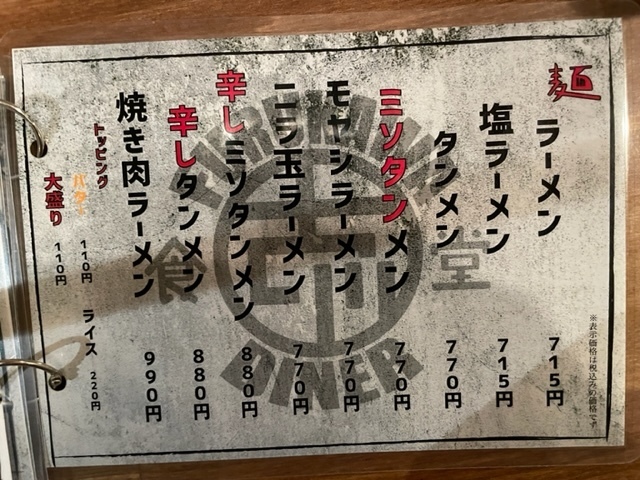 麺
ラーメン 715円
塩ラーメン 715円
タンメン 770円
ミソタンメン 770円
モヤシラーメン 770円
ニラ玉ラーメン 770円
辛しミソタンメン 880円
辛しタンメン 880円
焼き肉ラーメン 990円
トッピング
バター 110円 ライス 220円
大盛り 110円
※表示価格は税込みの価格です。
食堂
DINER